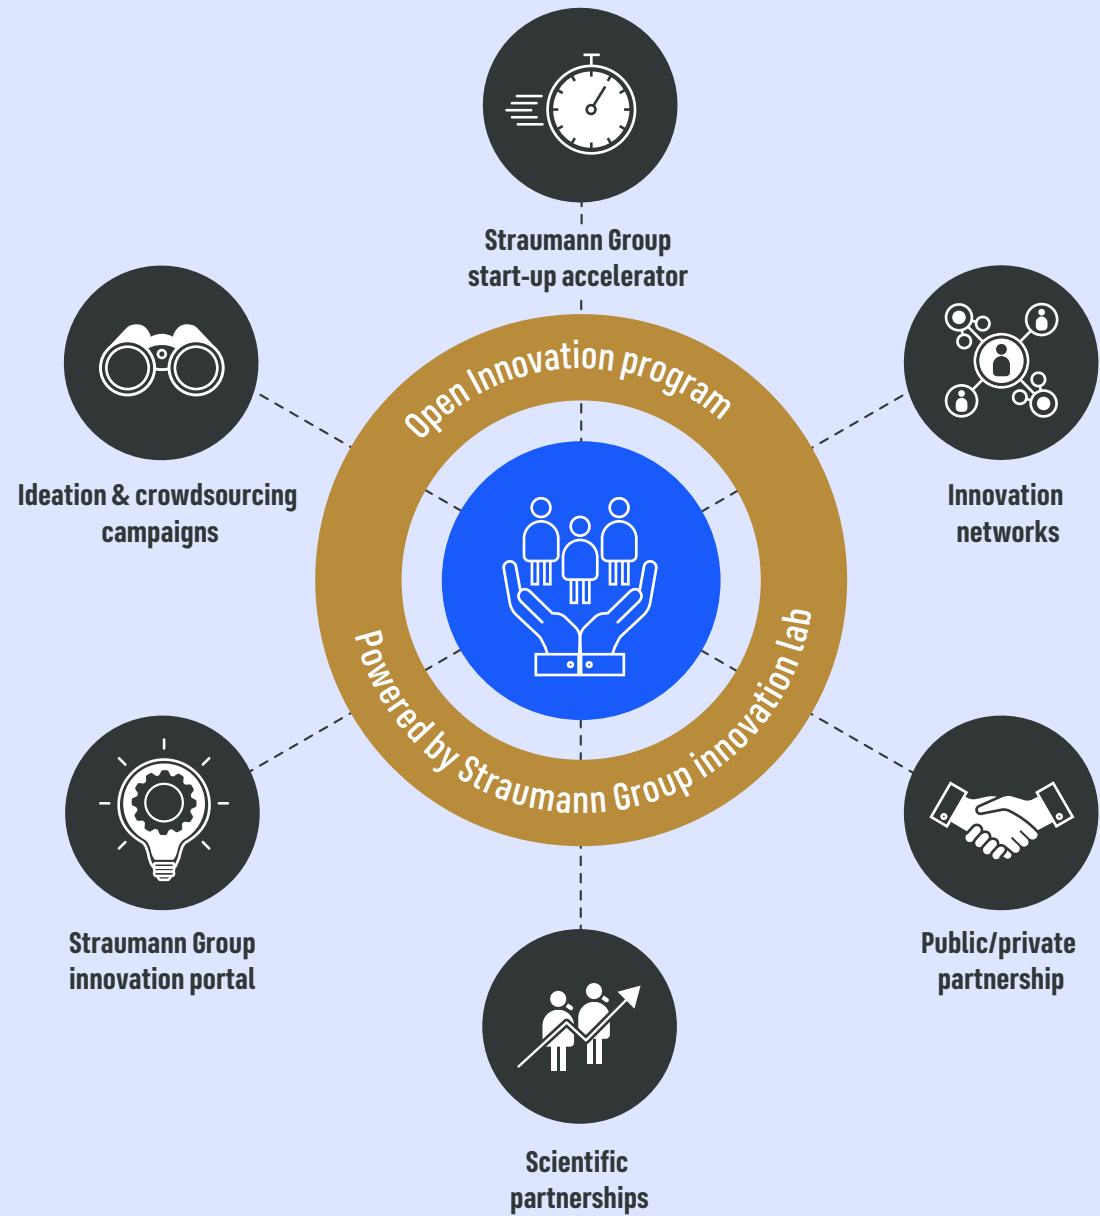 Straumann Group
start-up accelerator
Open Innovation program
Powered by Straumann Group innovation lab
Ideation & crowdsourcing
campaigns
Innovation
networks
Straumann Group
innovation portal
Public/private
partnership
Scientific
partnerships